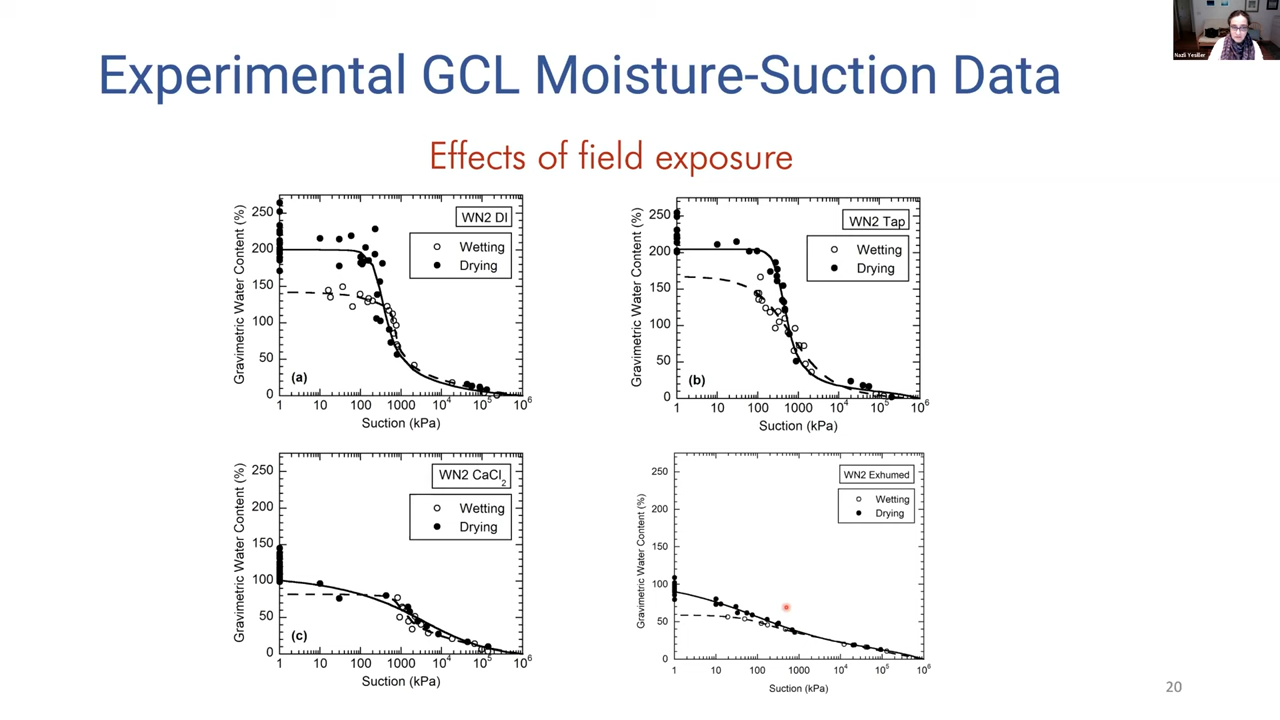 Nazli Yesiller
Experimental GCL Moisture-Suction Data
Effects of field exposure
WN2 DI
Wetting
Drying
Gravimetric Water Content (%)
250
200
150
100
50
0
(a)
1 10 100 1000 10⁴ 10⁵ 10⁶
Suction (kPa)
WN2 Tap
Wetting
Drying
Gravimetric Water Content (%)
250
200
150
100
50
0
(b)
1 10 100 1000 10⁴ 10⁵ 10⁶
Suction (kPa)
WN2 CaCl₂
Wetting
Drying
Gravimetric Water Content (%)
250
200
150
100
50
0
(c)
1 10 100 1000 10⁴ 10⁵ 10⁶
Suction (kPa)
WN2 Exhumed
Wetting
Drying
Gravimetric Water Content (%)
250
200
150
100
50
0
1 10 100 1000 10⁴ 10⁵ 10⁶
Suction (kPa)
20